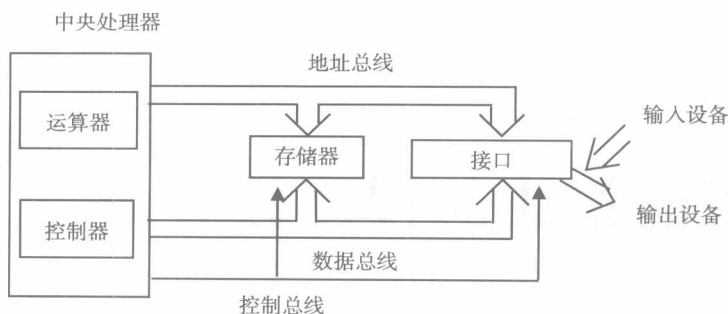 中央处理器
地址总线
运算器
输入设备
存储器
接口
控制器
输出设备
数据总线
控制总线